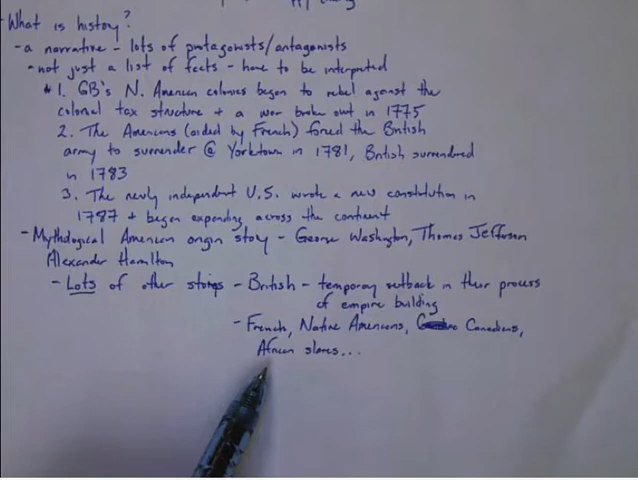 - What is history?
- a narrative - lots of protagonists/antagonists
- not just a list of facts - have to be interpreted
* 1. GB's N. American colonies began to rebel against the
colonial tax structure + a war broke out in 1775
2. The Americans (aided by French) forced the British
army to surrender @ Yorktown in 1781, British surrendered
in 1783
3. The newly independent U.S. wrote a new constitution in
1787 + began expanding across the continent
- Mythological American origin story - George Washington, Thomas Jefferson
Alexander Hamilton
- Lots of other stories - British - temporary setback in their process
of empire building
- French, Native Americans, Canadians,
African slaves...